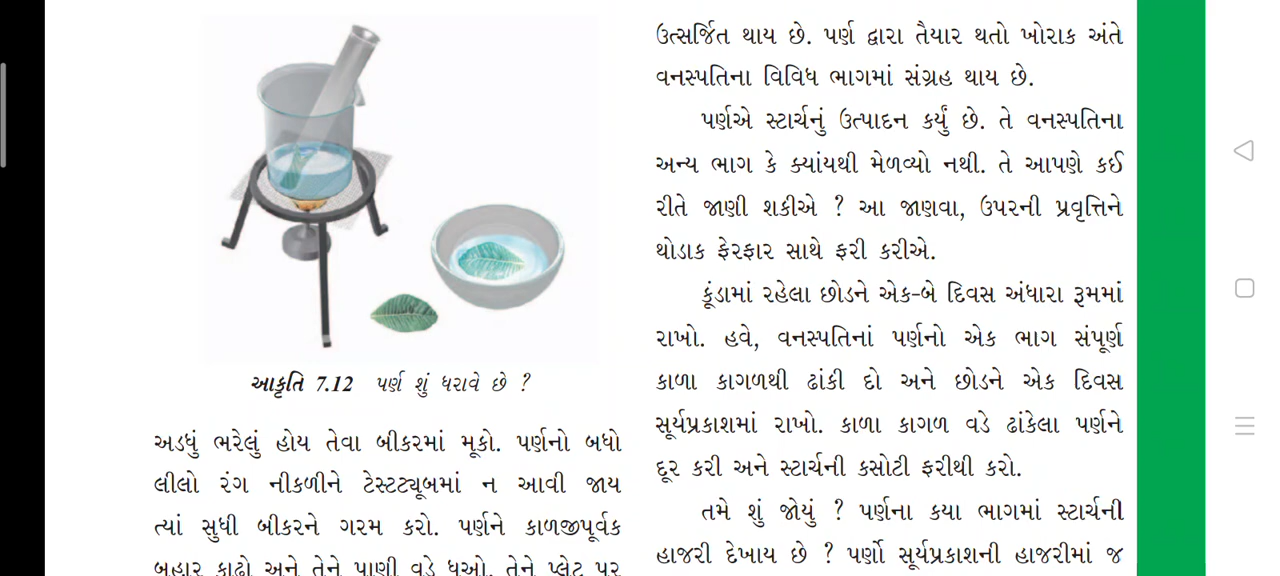 આકૃતિ 7.12 પર્ણ શું ધરાવે છે ?
અડધું ભરેલું હોય તેવા બીકરમાં મૂકો. પર્ણનો બધો
લીલો રંગ નીકળીને ટેસ્ટટ્યૂબમાં ન આવી જાય
ત્યાં સુધી બીકરને ગરમ કરો. પર્ણને કાળજીપૂર્વક
બહાર કાઢો અને તેને પાણી વડે ધુઓ. તેને પ્લેટ પર
ઉત્સર્જિત થાય છે. પર્ણ દ્વારા તૈયાર થતો ખોરાક અંતે
વનસ્પતિના વિવિધ ભાગમાં સંગ્રહ થાય છે.
પર્ણએ સ્ટાર્ચનું ઉત્પાદન કર્યું છે. તે વનસ્પતિના
અન્ય ભાગ કે ક્યાંયથી મેળવ્યો નથી. તે આપણે કઈ
રીતે જાણી શકીએ ? આ જાણવા, ઉપરની પ્રવૃત્તિને
થોડાક ફેરફાર સાથે ફરી કરીએ.
કૂંડામાં રહેલા છોડને એક-બે દિવસ અંધારા રૂમમાં
રાખો. હવે, વનસ્પતિનાં પર્ણનો એક ભાગ સંપૂર્ણ
કાળા કાગળથી ઢાંકી દો અને છોડને એક દિવસ
સૂર્યપ્રકાશમાં રાખો. કાળા કાગળ વડે ઢાંકેલા પર્ણને
દૂર કરી અને સ્ટાર્ચની કસોટી ફરીથી કરો.
તમે શું જોયું ? પર્ણના કયા ભાગમાં સ્ટાર્ચની
હાજરી દેખાય છે ? પર્ણો સૂર્યપ્રકાશની હાજરીમાં જ